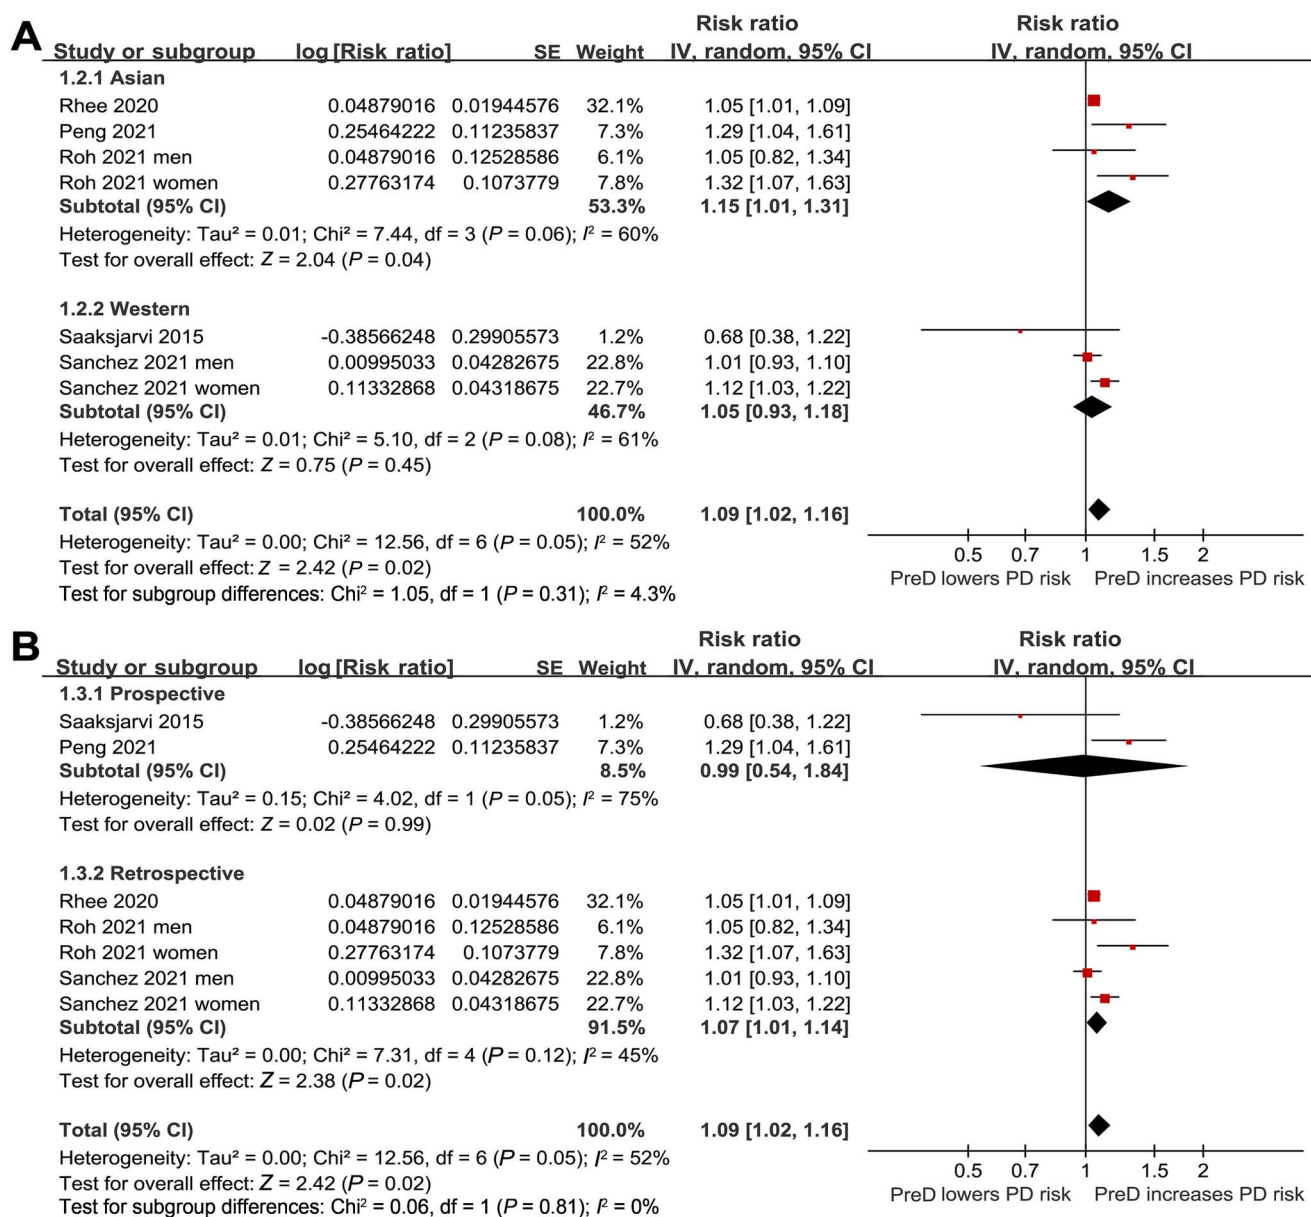 A
Risk ratio Risk ratio
Study or subgroup log [Risk ratio] SE Weight IV, random, 95% CI IV, random, 95% CI
1.2.1 Asian
Rhee 2020 0.04879016 0.01944576 32.1% 1.05 [1.01, 1.09]
Peng 2021 0.25464222 0.11235837 7.3% 1.29 [1.04, 1.61]
Roh 2021 men 0.04879016 0.12528586 6.1% 1.05 [0.82, 1.34]
Roh 2021 women 0.27763174 0.1073779 7.8% 1.32 [1.07, 1.63]
Subtotal (95% CI) 53.3% 1.15 [1.01, 1.31]
Heterogeneity: Tau² = 0.01; Chi² = 7.44, df = 3 (P = 0.06); I² = 60%
Test for overall effect: Z = 2.04 (P = 0.04)
1.2.2 Western
Saaksjarvi 2015 -0.38566248 0.29905573 1.2% 0.68 [0.38, 1.22]
Sanchez 2021 men 0.00995033 0.04282675 22.8% 1.01 [0.93, 1.10]
Sanchez 2021 women 0.11332868 0.04318675 22.7% 1.12 [1.03, 1.22]
Subtotal (95% CI) 46.7% 1.05 [0.93, 1.18]
Heterogeneity: Tau² = 0.01; Chi² = 5.10, df = 2 (P = 0.08); I² = 61%
Test for overall effect: Z = 0.75 (P = 0.45)
Total (95% CI) 100.0% 1.09 [1.02, 1.16]
Heterogeneity: Tau² = 0.00; Chi² = 12.56, df = 6 (P = 0.05); I² = 52%
Test for overall effect: Z = 2.42 (P = 0.02)
Test for subgroup differences: Chi² = 1.05, df = 1 (P = 0.31); I² = 4.3%
0.5 0.7 1 1.5 2
PreD lowers PD risk PreD increases PD risk
B
Risk ratio Risk ratio
Study or subgroup log [Risk ratio] SE Weight IV, random, 95% CI IV, random, 95% CI
1.3.1 Prospective
Saaksjarvi 2015 -0.38566248 0.29905573 1.2% 0.68 [0.38, 1.22]
Peng 2021 0.25464222 0.11235837 7.3% 1.29 [1.04, 1.61]
Subtotal (95% CI) 8.5% 0.99 [0.54, 1.84]
Heterogeneity: Tau² = 0.15; Chi² = 4.02, df = 1 (P = 0.05); I² = 75%
Test for overall effect: Z = 0.02 (P = 0.99)
1.3.2 Retrospective
Rhee 2020 0.04879016 0.01944576 32.1% 1.05 [1.01, 1.09]
Roh 2021 men 0.04879016 0.12528586 6.1% 1.05 [0.82, 1.34]
Roh 2021 women 0.27763174 0.1073779 7.8% 1.32 [1.07, 1.63]
Sanchez 2021 men 0.00995033 0.04282675 22.8% 1.01 [0.93, 1.10]
Sanchez 2021 women 0.11332868 0.04318675 22.7% 1.12 [1.03, 1.22]
Subtotal (95% CI) 91.5% 1.07 [1.01, 1.14]
Heterogeneity: Tau² = 0.00; Chi² = 7.31, df = 4 (P = 0.12); I² = 45%
Test for overall effect: Z = 2.38 (P = 0.02)
Total (95% CI) 100.0% 1.09 [1.02, 1.16]
Heterogeneity: Tau² = 0.00; Chi² = 12.56, df = 6 (P = 0.05); I² = 52%
Test for overall effect: Z = 2.42 (P = 0.02)
Test for subgroup differences: Chi² = 0.06, df = 1 (P = 0.81); I² = 0%
0.5 0.7 1 1.5 2
PreD lowers PD risk PreD increases PD risk